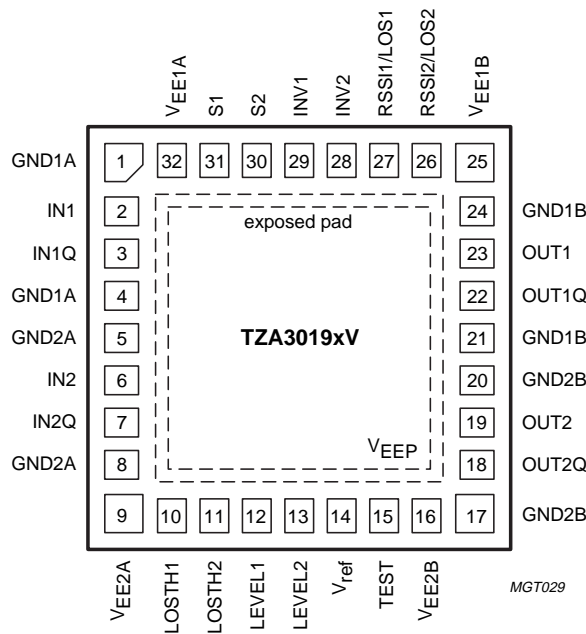 VEE1A
S1
S2
INV1
INV2
RSSI1/LOS1
RSSI2/LOS2
VEE1B
GND1A 1 32 31 30 29 28 27 26 25
IN1 2 exposed pad 24 GND1B
IN1Q 3 23 OUT1
GND1A 4 22 OUT1Q
GND2A 5 TZA3019xV 21 GND1B
IN2 6 20 GND2B
IN2Q 7 19 OUT2
GND2A 8 VEEP 18 OUT2Q
9 10 11 12 13 14 15 16 17 GND2B
VEE2A
LOSTH1
LOSTH2
LEVEL1
LEVEL2
Vref
TEST
VEE2B
MGT029